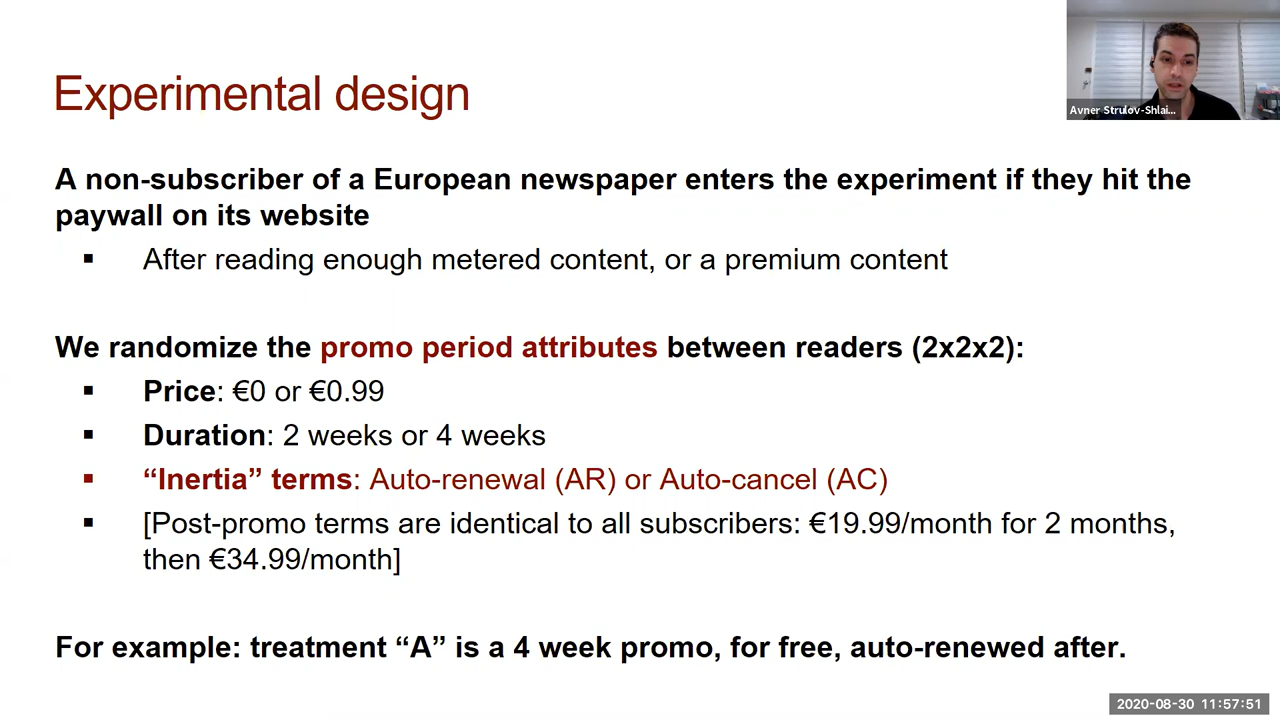 Experimental design
Avner Strulov-Shlai...
A non-subscriber of a European newspaper enters the experiment if they hit the
paywall on its website
▪ After reading enough metered content, or a premium content
We randomize the promo period attributes between readers (2x2x2):
▪ Price: €0 or €0.99
▪ Duration: 2 weeks or 4 weeks
▪ “Inertia” terms: Auto-renewal (AR) or Auto-cancel (AC)
▪ [Post-promo terms are identical to all subscribers: €19.99/month for 2 months,
then €34.99/month]
For example: treatment “A” is a 4 week promo, for free, auto-renewed after.
2020-08-30 11:57:51